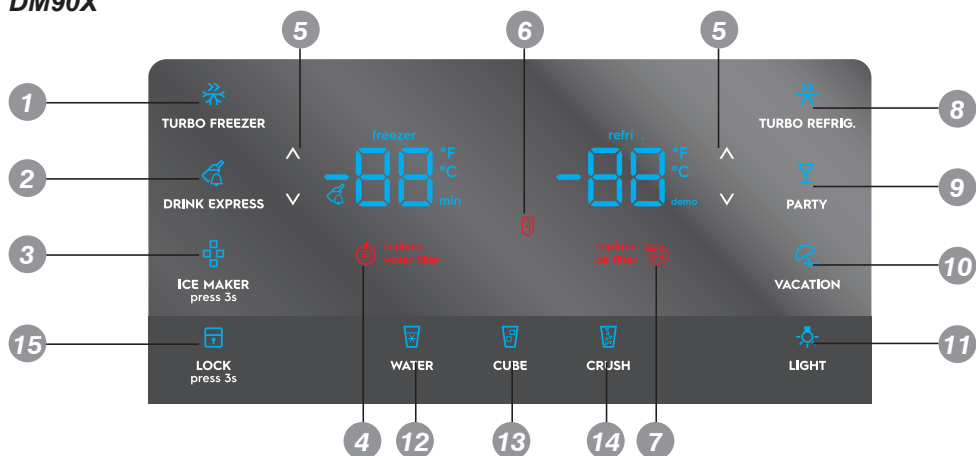 DM90X
5
6
5
1
TURBO FREEZER
freezer
-88
°F
°C
min
refri .
-88
°F
°C
demo
TURBO REFRIG.
8
2
DRINK EXPRESS
PARTY
9
3
ICE MAKER
press 3s
replace
water filter
replace
air filter
VACATION
10
15
LOCK
press 3s
WATER
CUBE
CRUSH
LIGHT
11
4
12
13
14
7